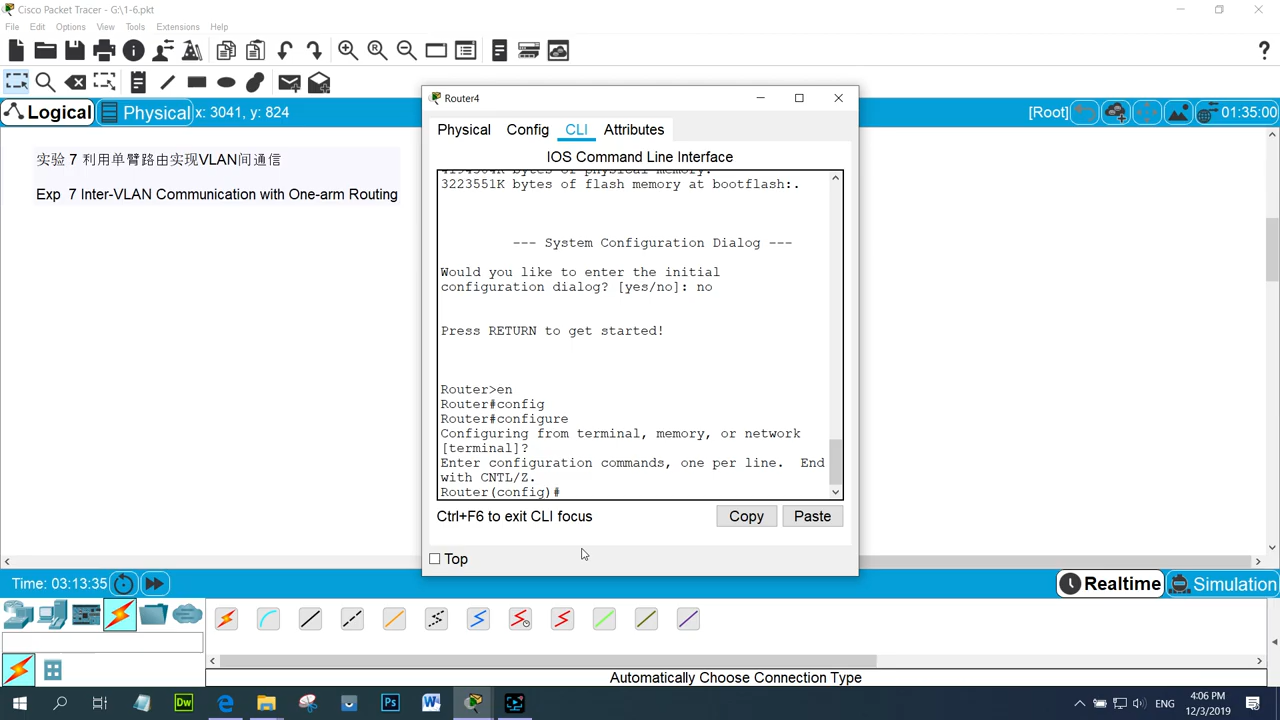 Cisco Packet Tracer - G:\1-6.pkt
File Edit Options View Tools Extensions Help
Logical Physical x: 3041, y: 824 [Root] 01:35:00
实验 7 利用单臂路由实现VLAN间通信
Exp 7 Inter-VLAN Communication with One-arm Routing
Router4
Physical Config CLI Attributes
IOS Command Line Interface
3223551K bytes of flash memory at bootflash:.
--- System Configuration Dialog ---
Would you like to enter the initial
configuration dialog? [yes/no]: no
Press RETURN to get started!
Router>en
Router#config
Router#configure
Configuring from terminal, memory, or network
[terminal]?
Enter configuration commands, one per line. End
with CNTL/Z.
Router(config)#
Ctrl+F6 to exit CLI focus Copy Paste
Top
Time: 03:13:35 Realtime Simulation
Automatically Choose Connection Type
Dw Ps W ENG 4:06 PM
12/3/2019